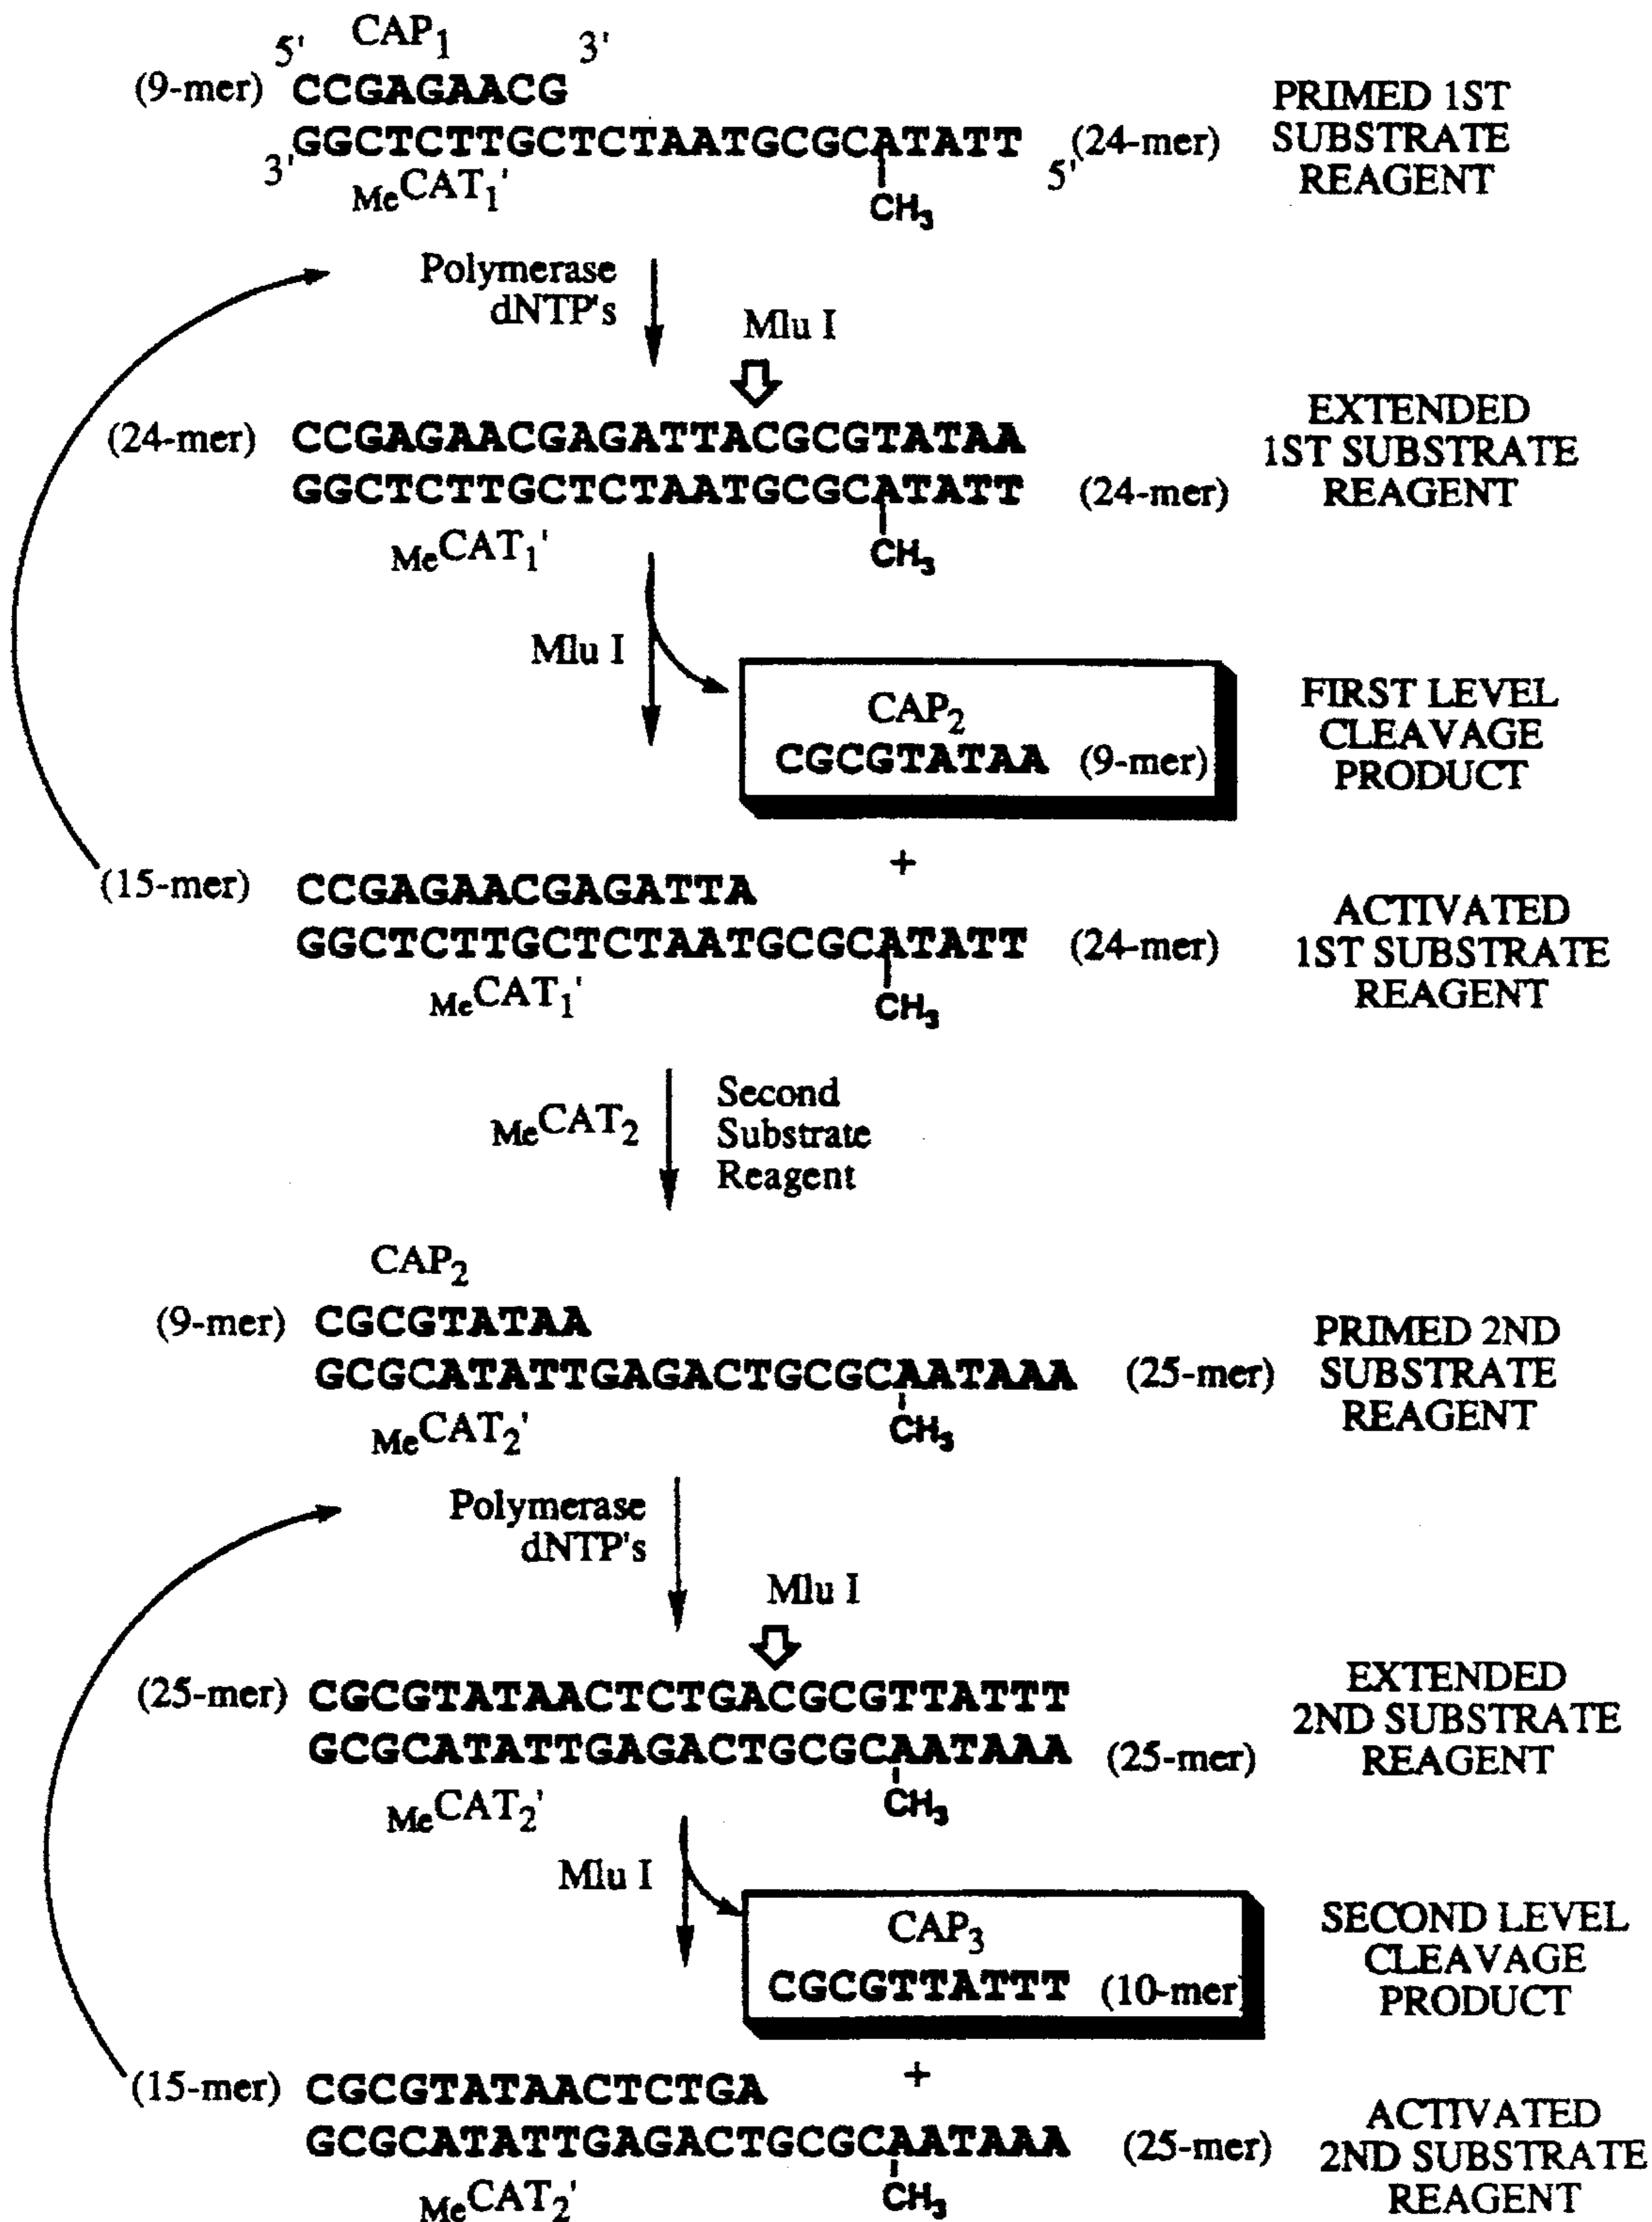 CAP1
5' 3'
(9-mer) CCGAGAACG
GGCTCTTGCTCTAATGCGCATATT (24-mer)
3' 5'
MeCAT1'
CH3
PRIMED 1ST
SUBSTRATE
REAGENT
Polymerase
dNTP's
Mlu I
(24-mer) CCGAGAACGAGATTACGCGTATAA
GGCTCTTGCTCTAATGCGCATATT (24-mer)
MeCAT1'
CH3
EXTENDED
1ST SUBSTRATE
REAGENT
Mlu I
CAP2
CGCGTATAA (9-mer)
FIRST LEVEL
CLEAVAGE
PRODUCT
+
(15-mer) CCGAGAACGAGATTA
GGCTCTTGCTCTAATGCGCATATT (24-mer)
MeCAT1'
CH3
ACTIVATED
1ST SUBSTRATE
REAGENT
MeCAT2
Second
Substrate
Reagent
CAP2
(9-mer) CGCGTATAA
GCGCATATTGAGACTGCGCAATAAA (25-mer)
MeCAT2'
CH3
PRIMED 2ND
SUBSTRATE
REAGENT
Polymerase
dNTP's
Mlu I
(25-mer) CGCGTATAACTCTGACGCGTTATTT
GCGCATATTGAGACTGCGCAATAAA (25-mer)
MeCAT2'
CH3
EXTENDED
2ND SUBSTRATE
REAGENT
Mlu I
CAP3
CGCGTTATTT (10-mer)
SECOND LEVEL
CLEAVAGE
PRODUCT
+
(15-mer) CGCGTATAACTCTGA
GCGCATATTGAGACTGCGCAATAAA (25-mer)
MeCAT2'
CH3
ACTIVATED
2ND SUBSTRATE
REAGENT